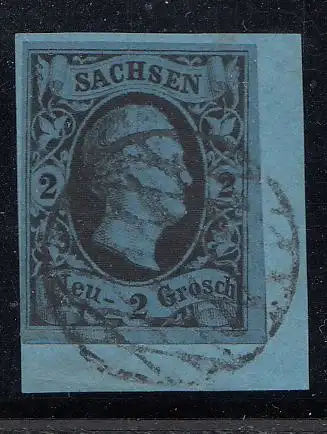 SACHSEN
2 2
Neu- 2 Grosch.